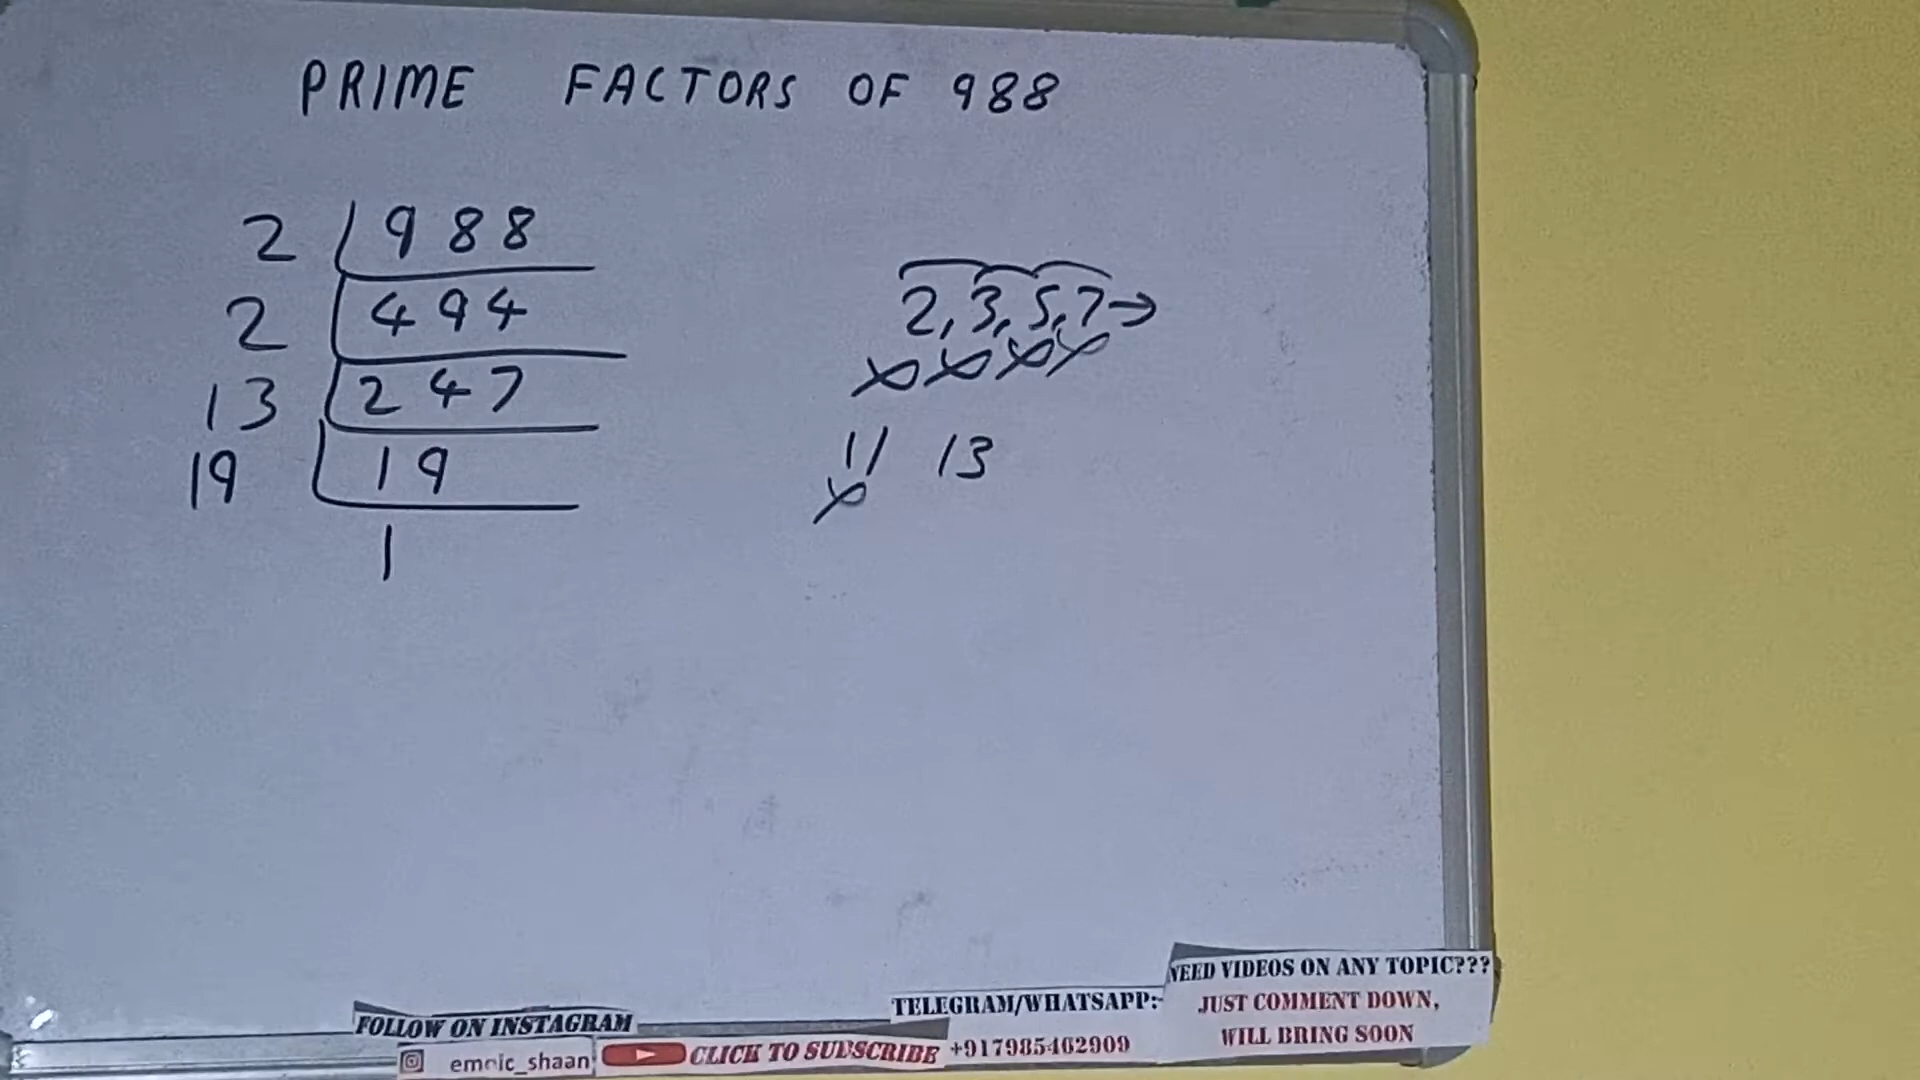 PRIME FACTORS OF 988
2 | 988
2 | 494
13 | 247
19 | 19
1
2, 3, 5, 7 →
11 13
FOLLOW ON INSTAGRAM
CLICK TO SUBSCRIBE
TELEGRAM/WHATSAPP:-
+917985462909
NEED VIDEOS ON ANY TOPIC???
JUST COMMENT DOWN,
WILL BRING SOON